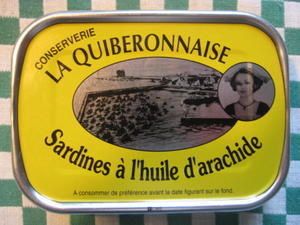 CONSERVERIE
LA QUIBERONNAISE
Sardines à l'huile d'arachide
A consommer de préférence avant la date figurant sur le fond.